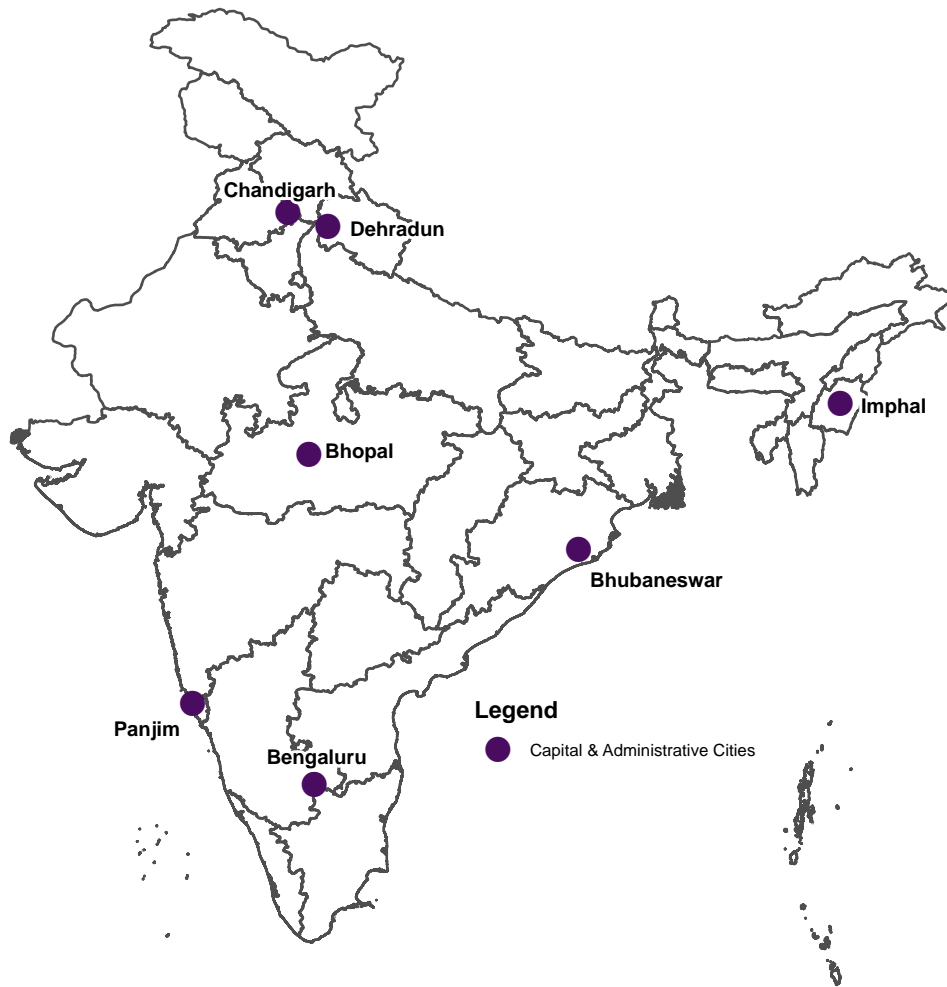 Chandigarh
Dehradun
Imphal
Bhopal
Bhubaneswar
Panjim
Legend
Capital & Administrative Cities
Bengaluru